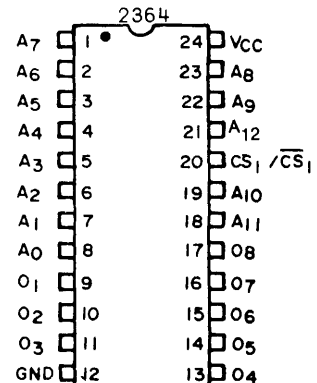 2364
A7 1 24 VCC
A6 2 23 A8
A5 3 22 A9
A4 4 21 A12
A3 5 20 CS1 /CS1
A2 6 19 A10
A1 7 18 A11
A0 8 17 O8
O1 9 16 O7
O2 10 15 O6
O3 11 14 O5
GND 12 13 O4